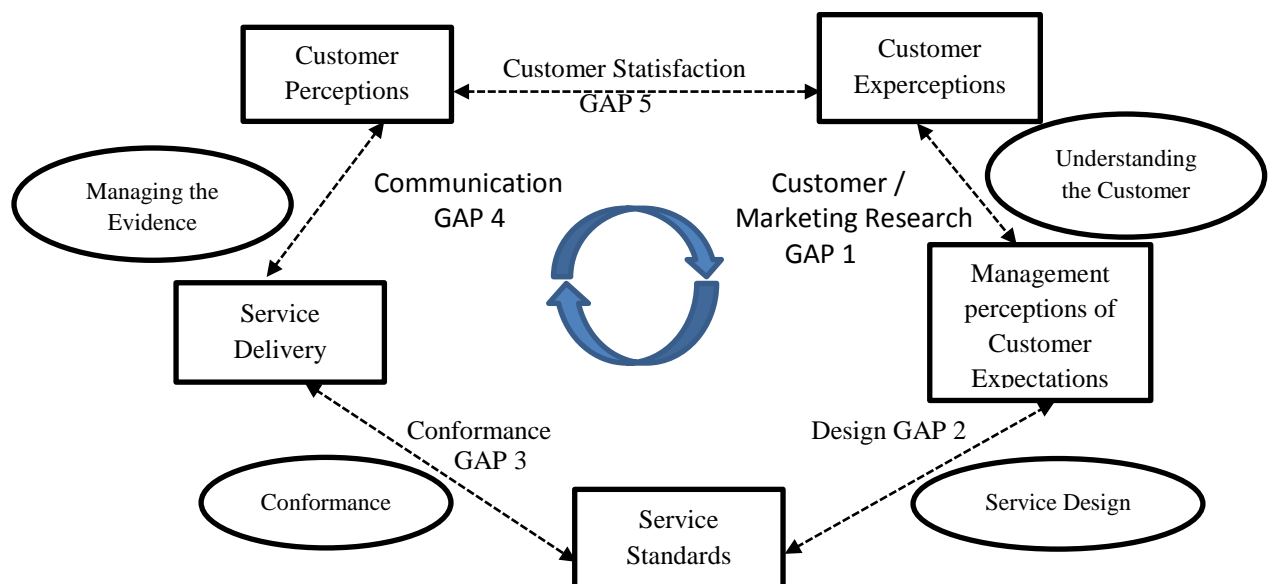 Customer
Perceptions
Customer Statisfaction
GAP 5
Customer
Experceptions
Managing the
Evidence
Communication
GAP 4
Customer /
Marketing Research
GAP 1
Understanding
the Customer
Service
Delivery
Management
perceptions of
Customer
Expectations
Conformance
GAP 3
Design GAP 2
Conformance
Service
Standards
Service Design